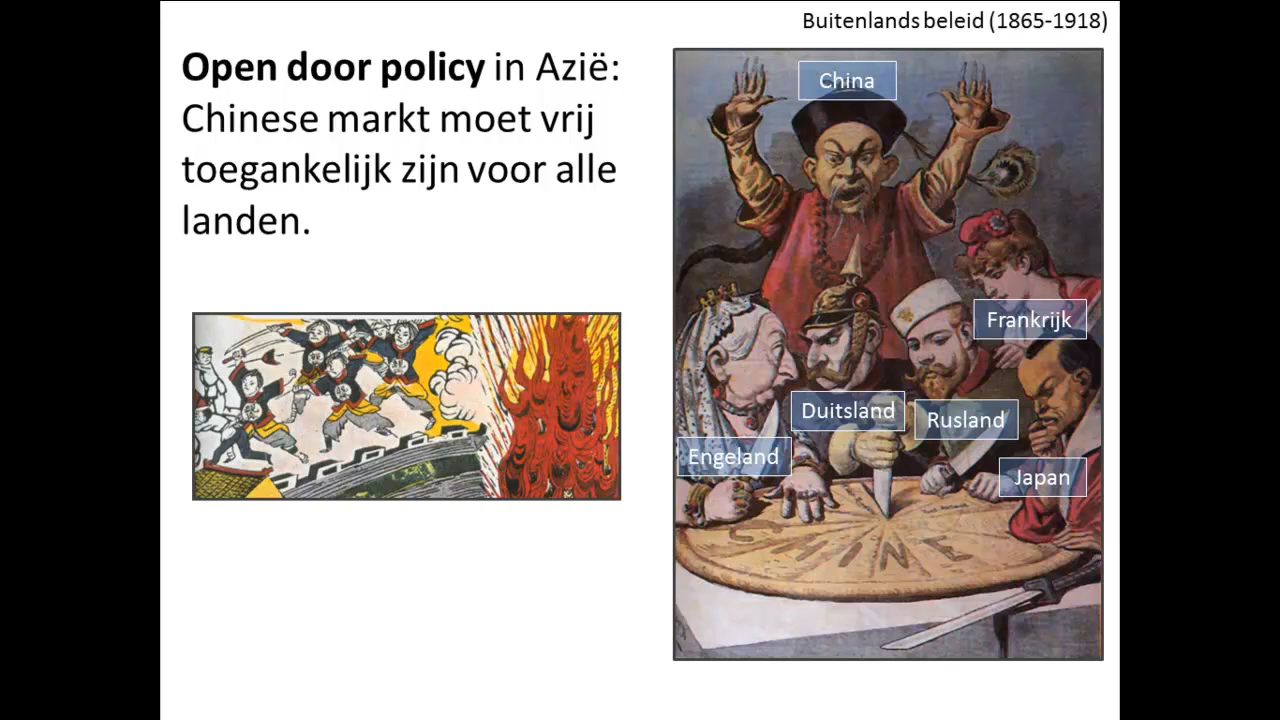 Buitenlands beleid (1865-1918)
Open door policy in Azië:
Chinese markt moet vrij
toegankelijk zijn voor alle
landen.
China
Frankrijk
Duitsland
Rusland
Engeland
Japan
CHINE